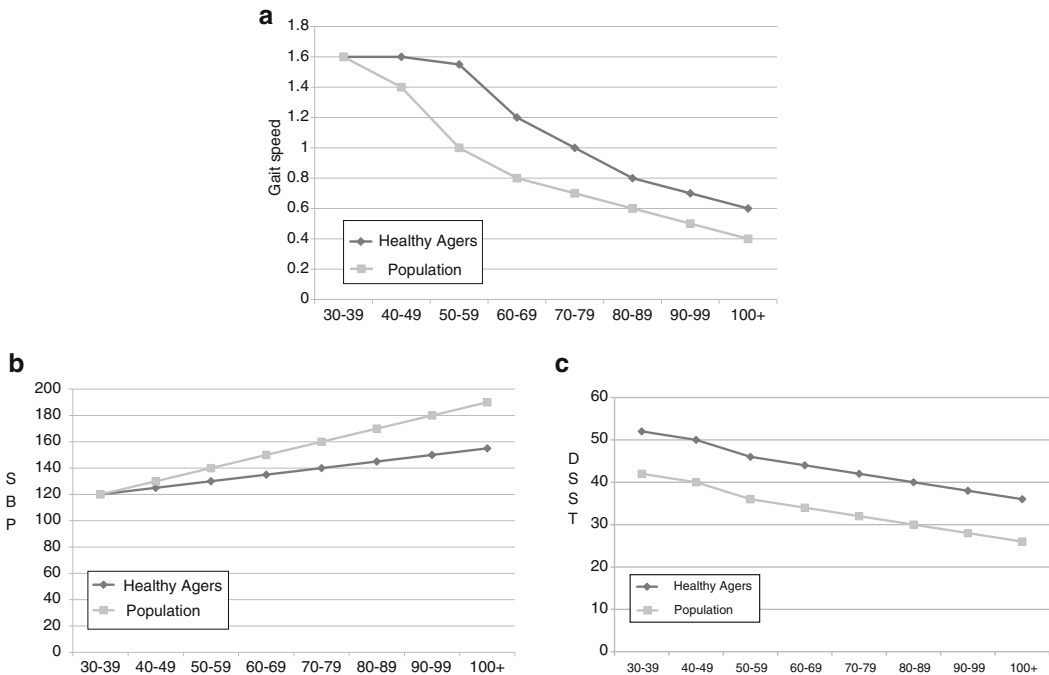 a
1.8
1.6
1.4
1.2
1
0.8
0.6
0.4
0.2
0
Gait speed
Healthy Agers
Population
30-39 40-49 50-59 60-69 70-79 80-89 90-99 100+
b
200
180
160
140
120
100
80
60
40
20
0
S
B
P
Healthy Agers
Population
30-39 40-49 50-59 60-69 70-79 80-89 90-99 100+
c
60
50
40
30
20
10
0
D
S
S
T
Healthy Agers
Population
30-39 40-49 50-59 60-69 70-79 80-89 90-99 100+